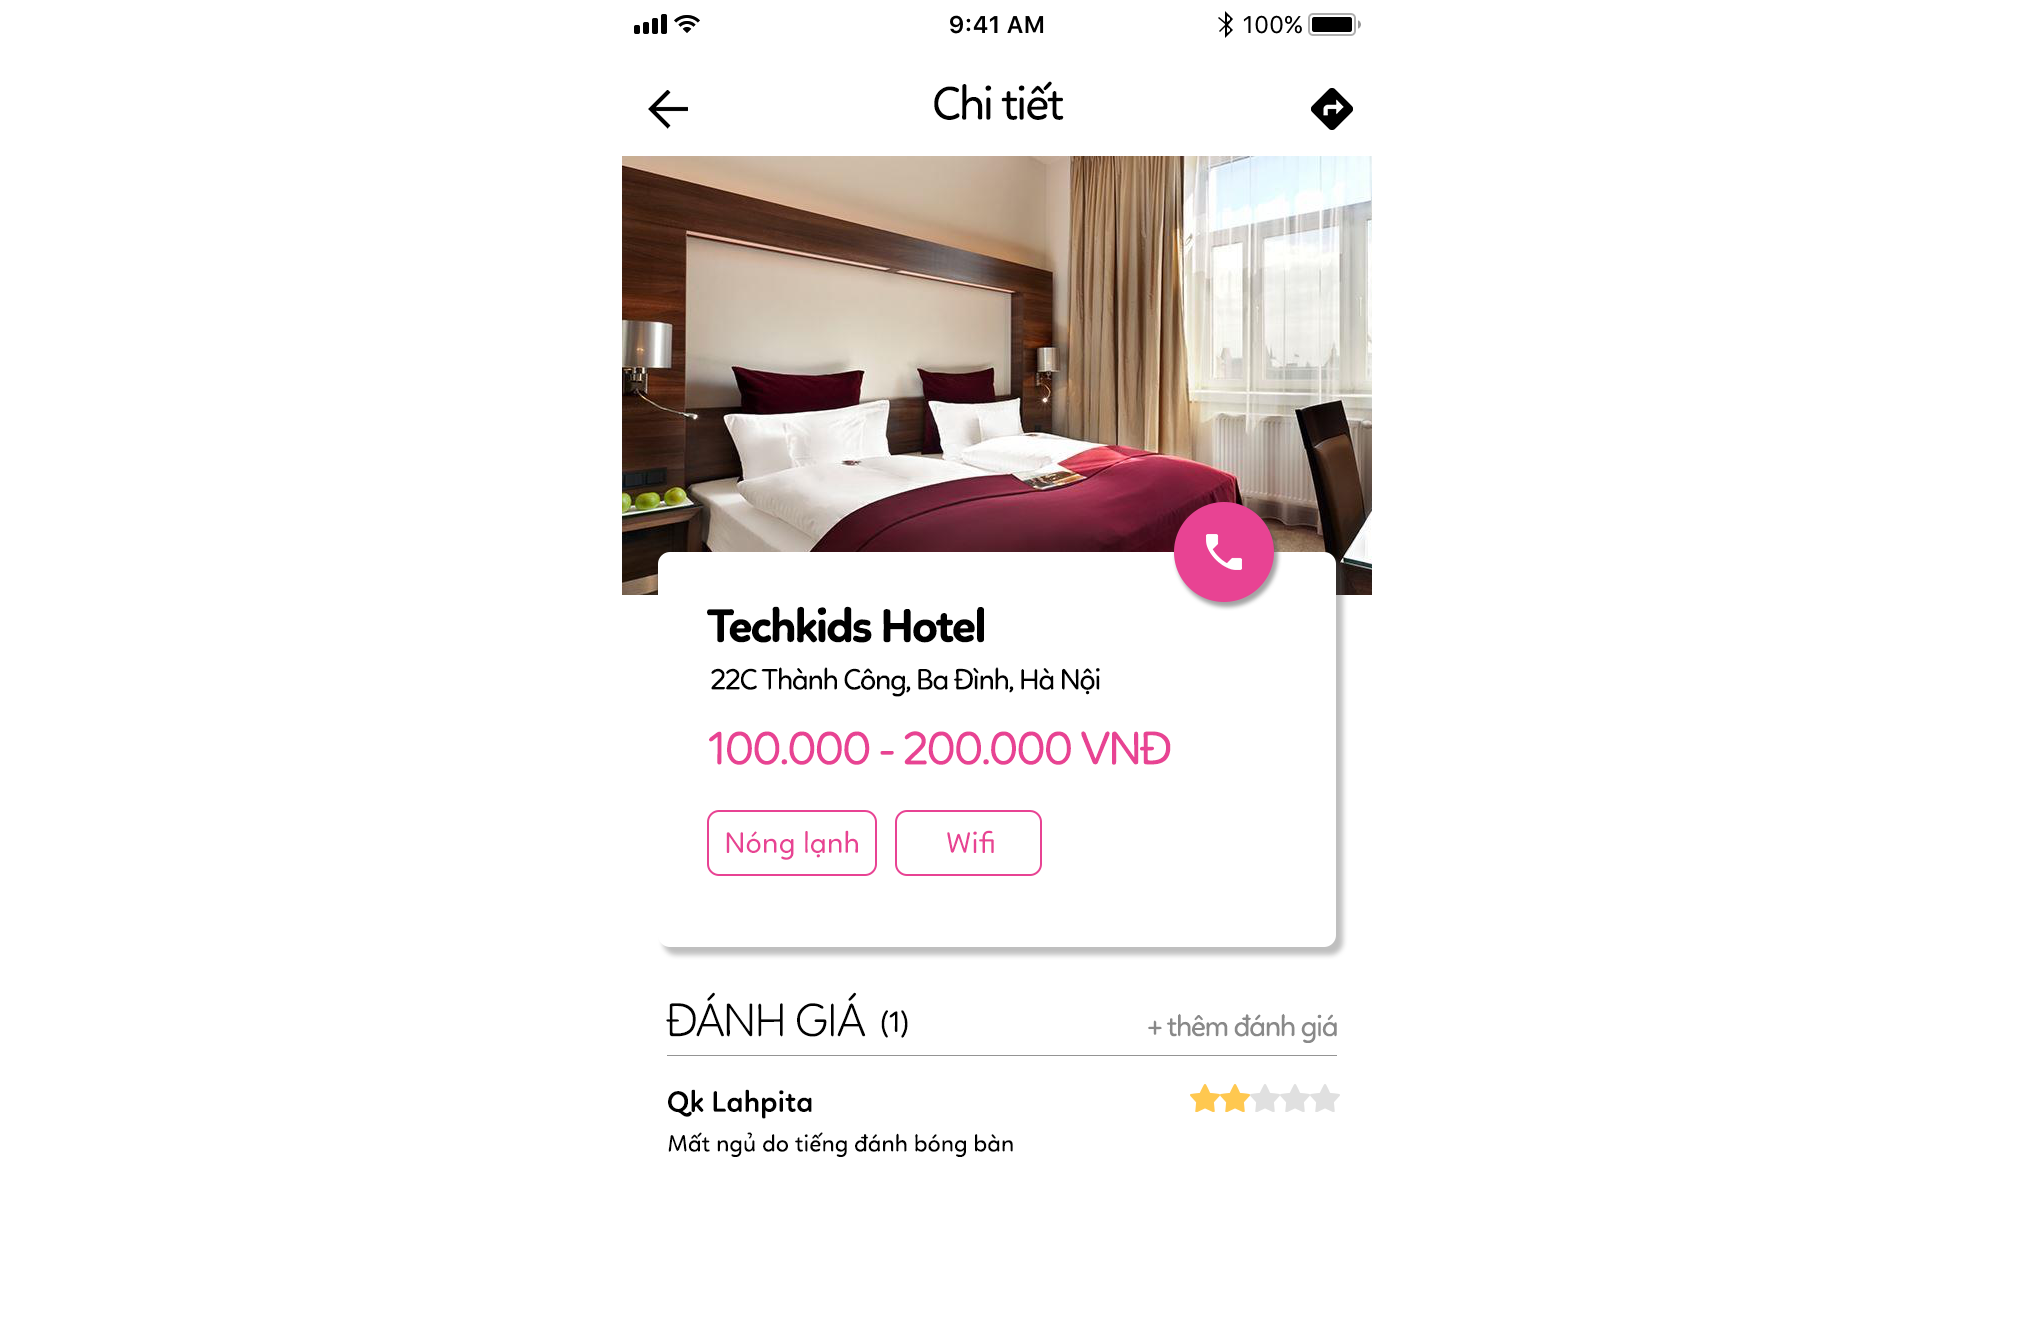 9:41 AM 100%
Chi tiết
Techkids Hotel
22C Thành Công, Ba Đình, Hà Nội
100.000 - 200.000 VNĐ
Nóng lạnh Wifi
ĐÁNH GIÁ (1) + thêm đánh giá
Qk Lahpita
Mất ngủ do tiếng đánh bóng bàn